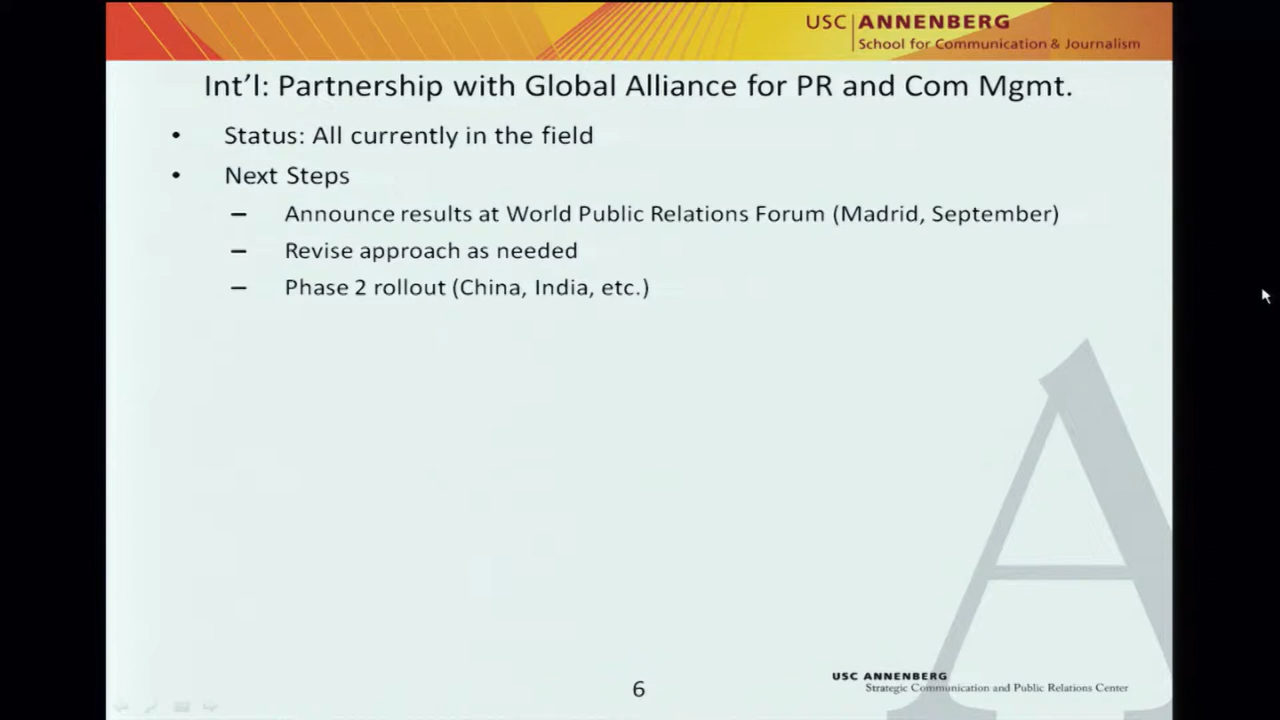 USC ANNENBERG
School for Communication & Journalism
Int'l: Partnership with Global Alliance for PR and Com Mgmt.
• Status: All currently in the field
• Next Steps
– Announce results at World Public Relations Forum (Madrid, September)
– Revise approach as needed
– Phase 2 rollout (China, India, etc.)
A
USC ANNENBERG
Strategic Communication and Public Relations Center
6